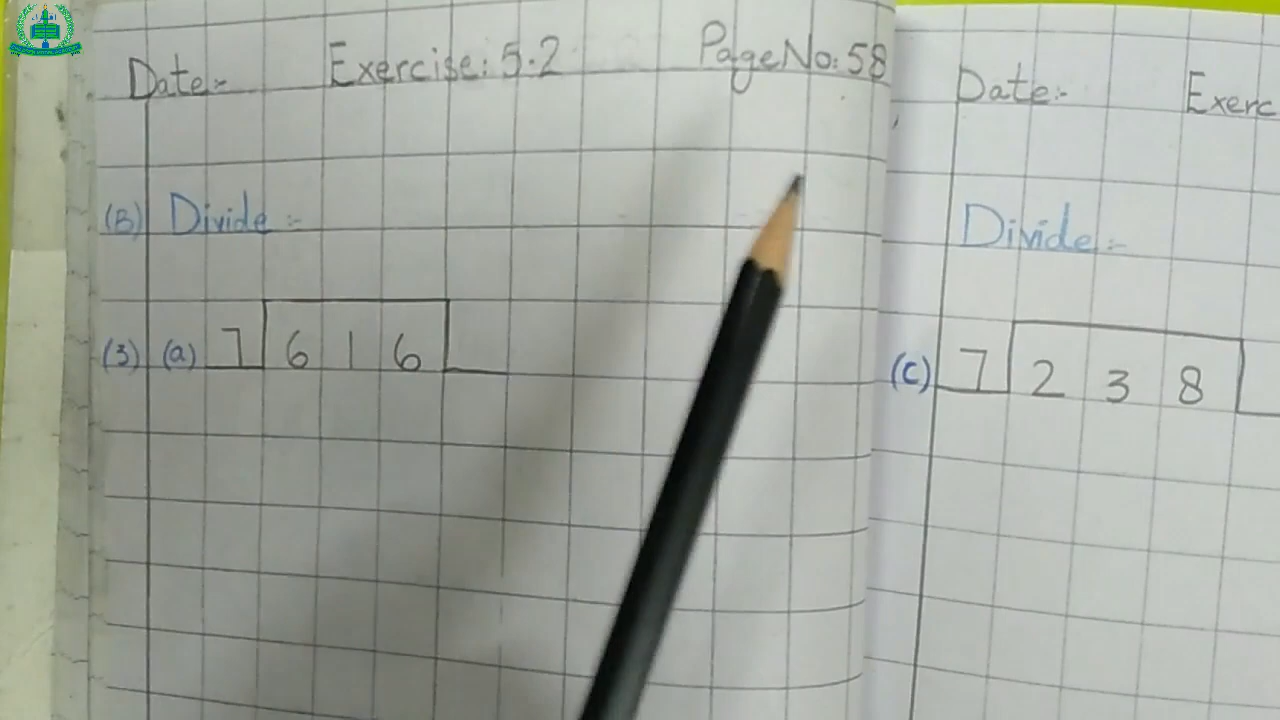 Date:- Exercise: 5.2 Page No: 58
(B) Divide :-
(3) (a) 7 6 1 6
Date:- Exerc
Divide:-
(c) 7 2 3 8